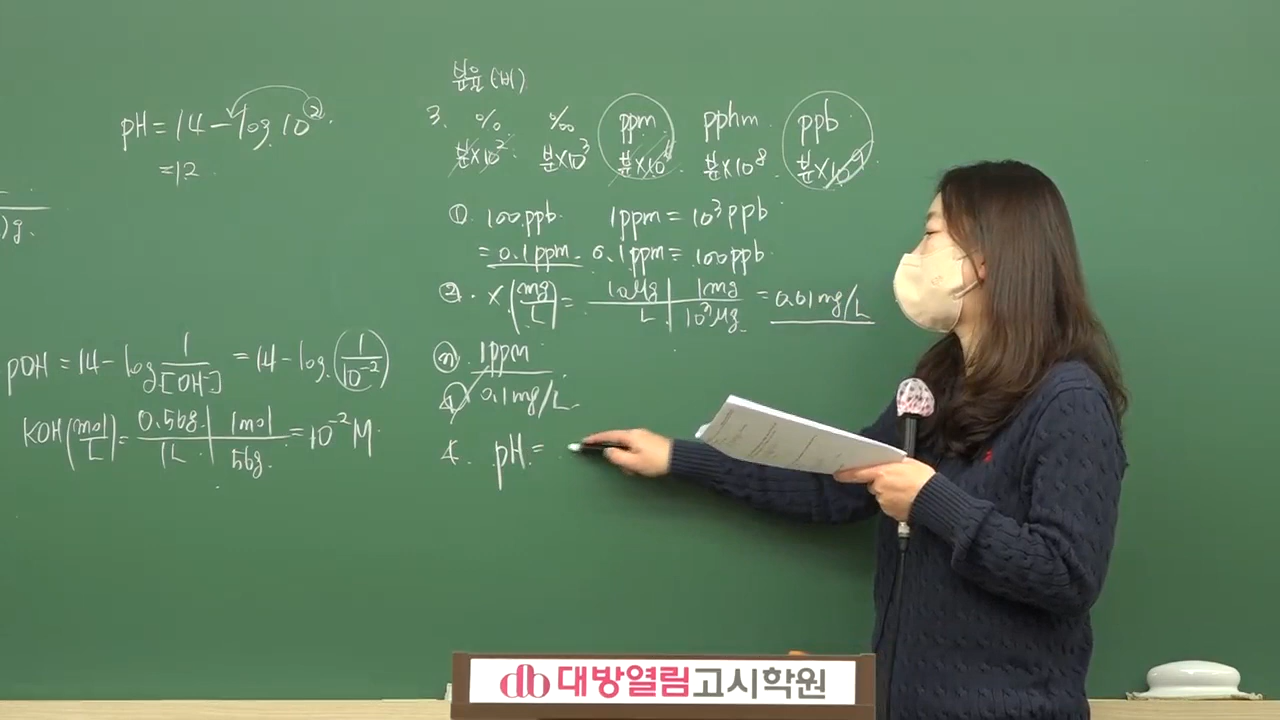 pH = 14 - log 10²
= 12
)g.
pOH = 14 - log 1/[OH⁻] = 14 - log (1/10⁻²)
KOH (mol/L) = 0.56g | 1mol / 1L | 56g = 10⁻² M
분율 (비)
3. % ‰ ppm pphm ppb
분×10² 분×10³ 분×10⁶ 분×10⁸ 분×10⁹
①. 100ppb. 1ppm = 10³ ppb
= 0.1ppm. 0.1ppm = 100ppb
②. X (mg/L) = 10μg | 1mg / L | 10³μg = 0.01mg/L
1ppm
④ 0.1mg/L
4. pH =
db 대방열림고시학원